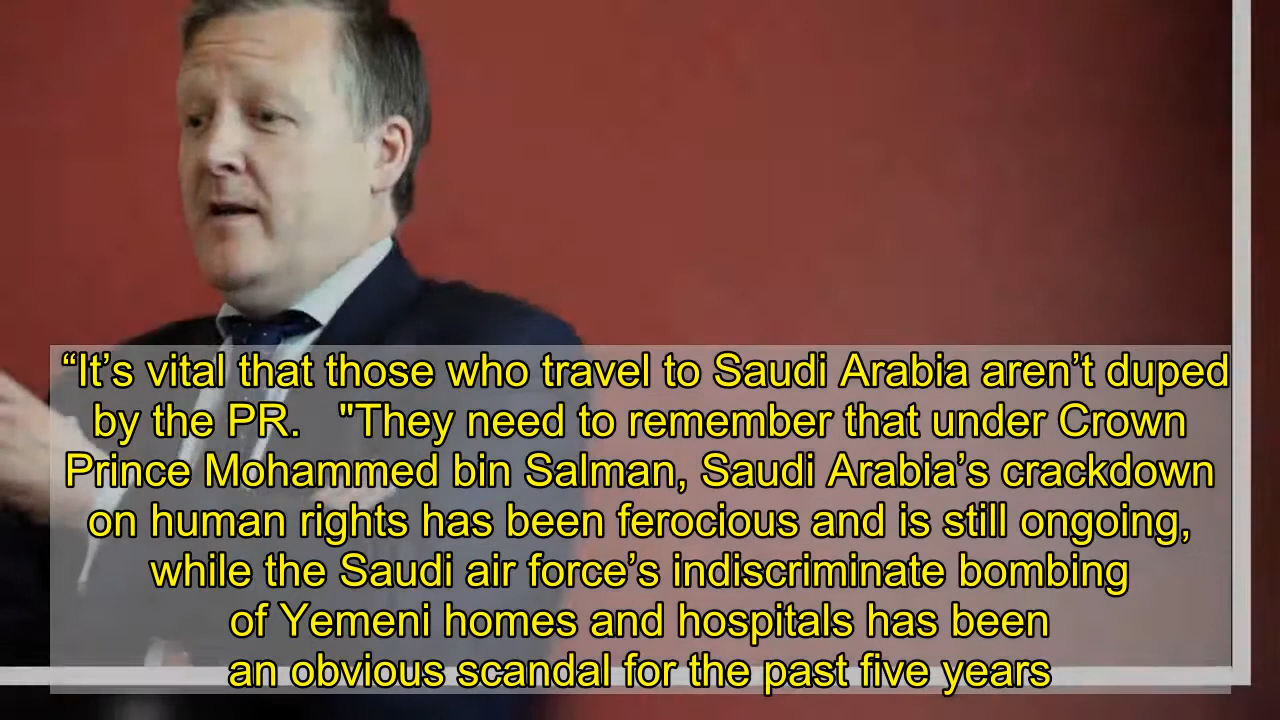 “It’s vital that those who travel to Saudi Arabia aren’t duped
by the PR.   "They need to remember that under Crown
Prince Mohammed bin Salman, Saudi Arabia’s crackdown
on human rights has been ferocious and is still ongoing,
while the Saudi air force’s indiscriminate bombing
of Yemeni homes and hospitals has been
an obvious scandal for the past five years